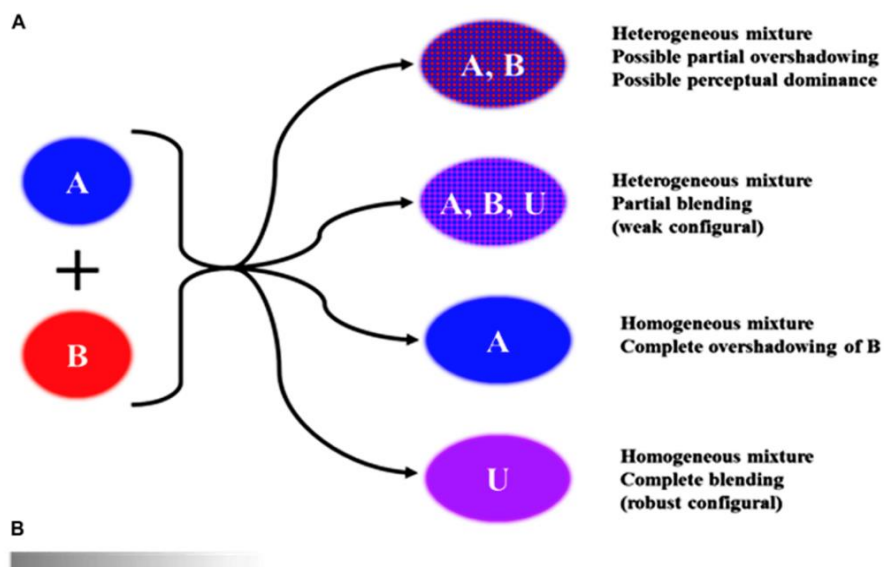 A
A
+
B
A, B
Heterogeneous mixture
Possible partial overshadowing
Possible perceptual dominance
A, B, U
Heterogeneous mixture
Partial blending
(weak configural)
A
Homogeneous mixture
Complete overshadowing of B
U
Homogeneous mixture
Complete blending
(robust configural)
B